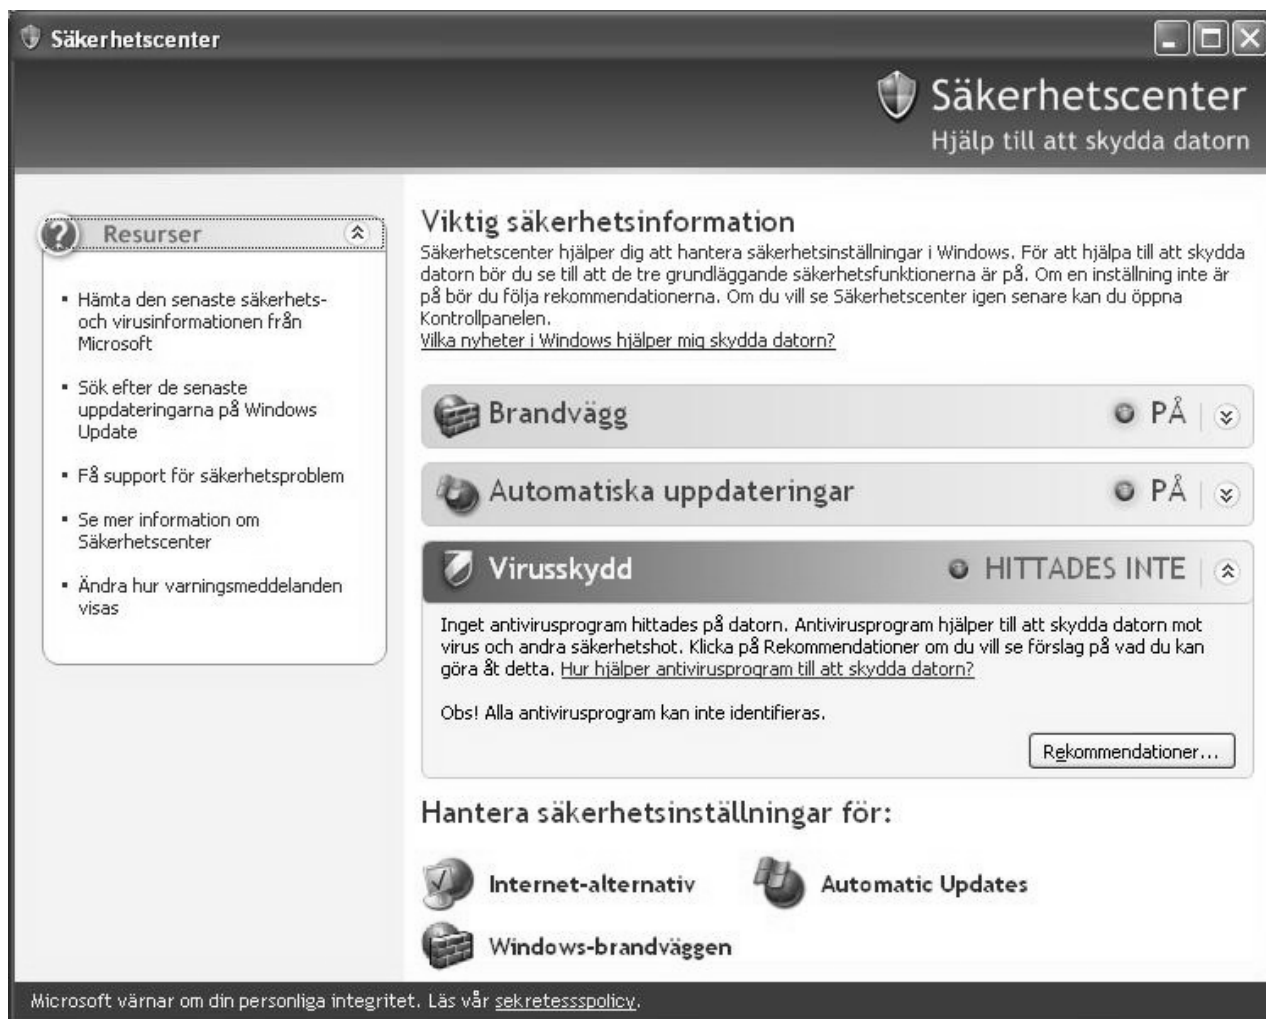 Säkerhetscenter
Säkerhetscenter
Hjälp till att skydda datorn
Resurser
Hämta den senaste säkerhets-
och virusinformationen från
Microsoft
Sök efter de senaste
uppdateringarna på Windows
Update
Få support för säkerhetsproblem
Se mer information om
Säkerhetscenter
Ändra hur varningsmeddelanden
visas
Viktig säkerhetsinformation
Säkerhetscenter hjälper dig att hantera säkerhetsinställningar i Windows. För att hjälpa till att skydda
datorn bör du se till att de tre grundläggande säkerhetsfunktionerna är på. Om en inställning inte är
på bör du följa rekommendationerna. Om du vill se Säkerhetscenter igen senare kan du öppna
Kontrollpanelen.
Vilka nyheter i Windows hjälper mig skydda datorn?
Brandvägg PÅ
Automatiska uppdateringar PÅ
Virusskydd HITTADES INTE
Inget antivirusprogram hittades på datorn. Antivirusprogram hjälper till att skydda datorn mot
virus och andra säkerhetshot. Klicka på Rekommendationer om du vill se förslag på vad du kan
göra åt detta. Hur hjälper antivirusprogram till att skydda datorn?
Obs! Alla antivirusprogram kan inte identifieras.
Rekommendationer...
Hantera säkerhetsinställningar för:
Internet-alternativ Automatic Updates
Windows-brandväggen
Microsoft värnar om din personliga integritet. Läs vår sekretessspolicy.